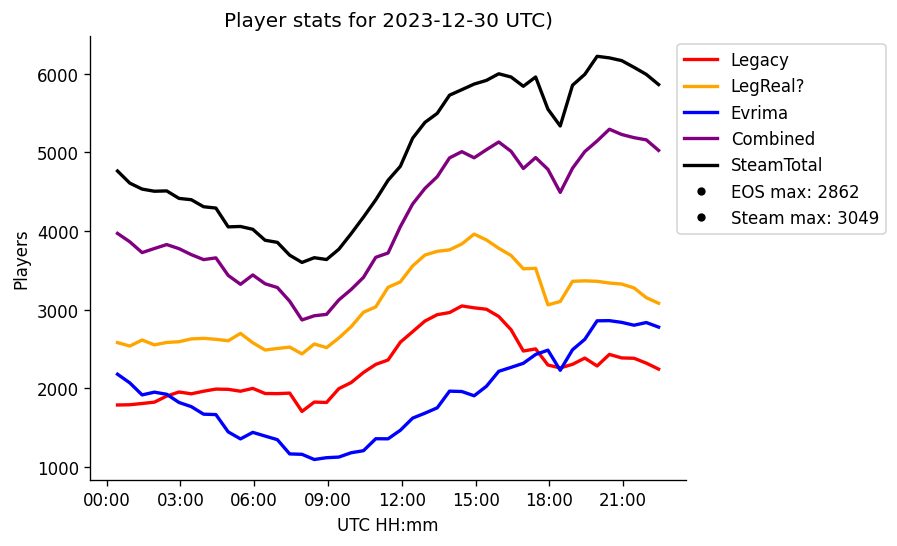 Player stats for 2023-12-30 UTC)
Legacy
LegReal?
Evrima
Combined
SteamTotal
EOS max: 2862
Steam max: 3049
Players
6000
5000
4000
3000
2000
1000
00:00 03:00 06:00 09:00 12:00 15:00 18:00 21:00
UTC HH:mm